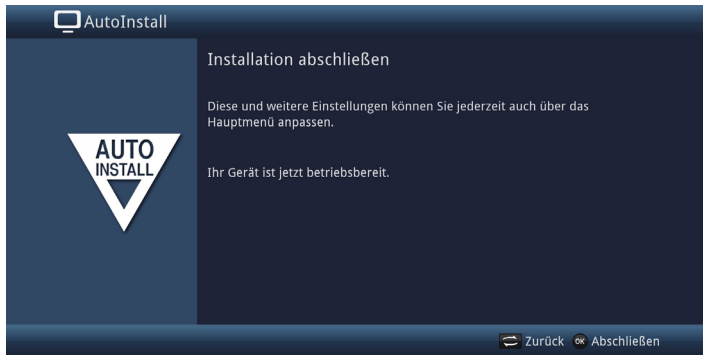 AutoInstall
Installation abschließen
Diese und weitere Einstellungen können Sie jederzeit auch über das
Hauptmenü anpassen.
AUTO
INSTALL
Ihr Gerät ist jetzt betriebsbereit.
Zurück OK Abschließen